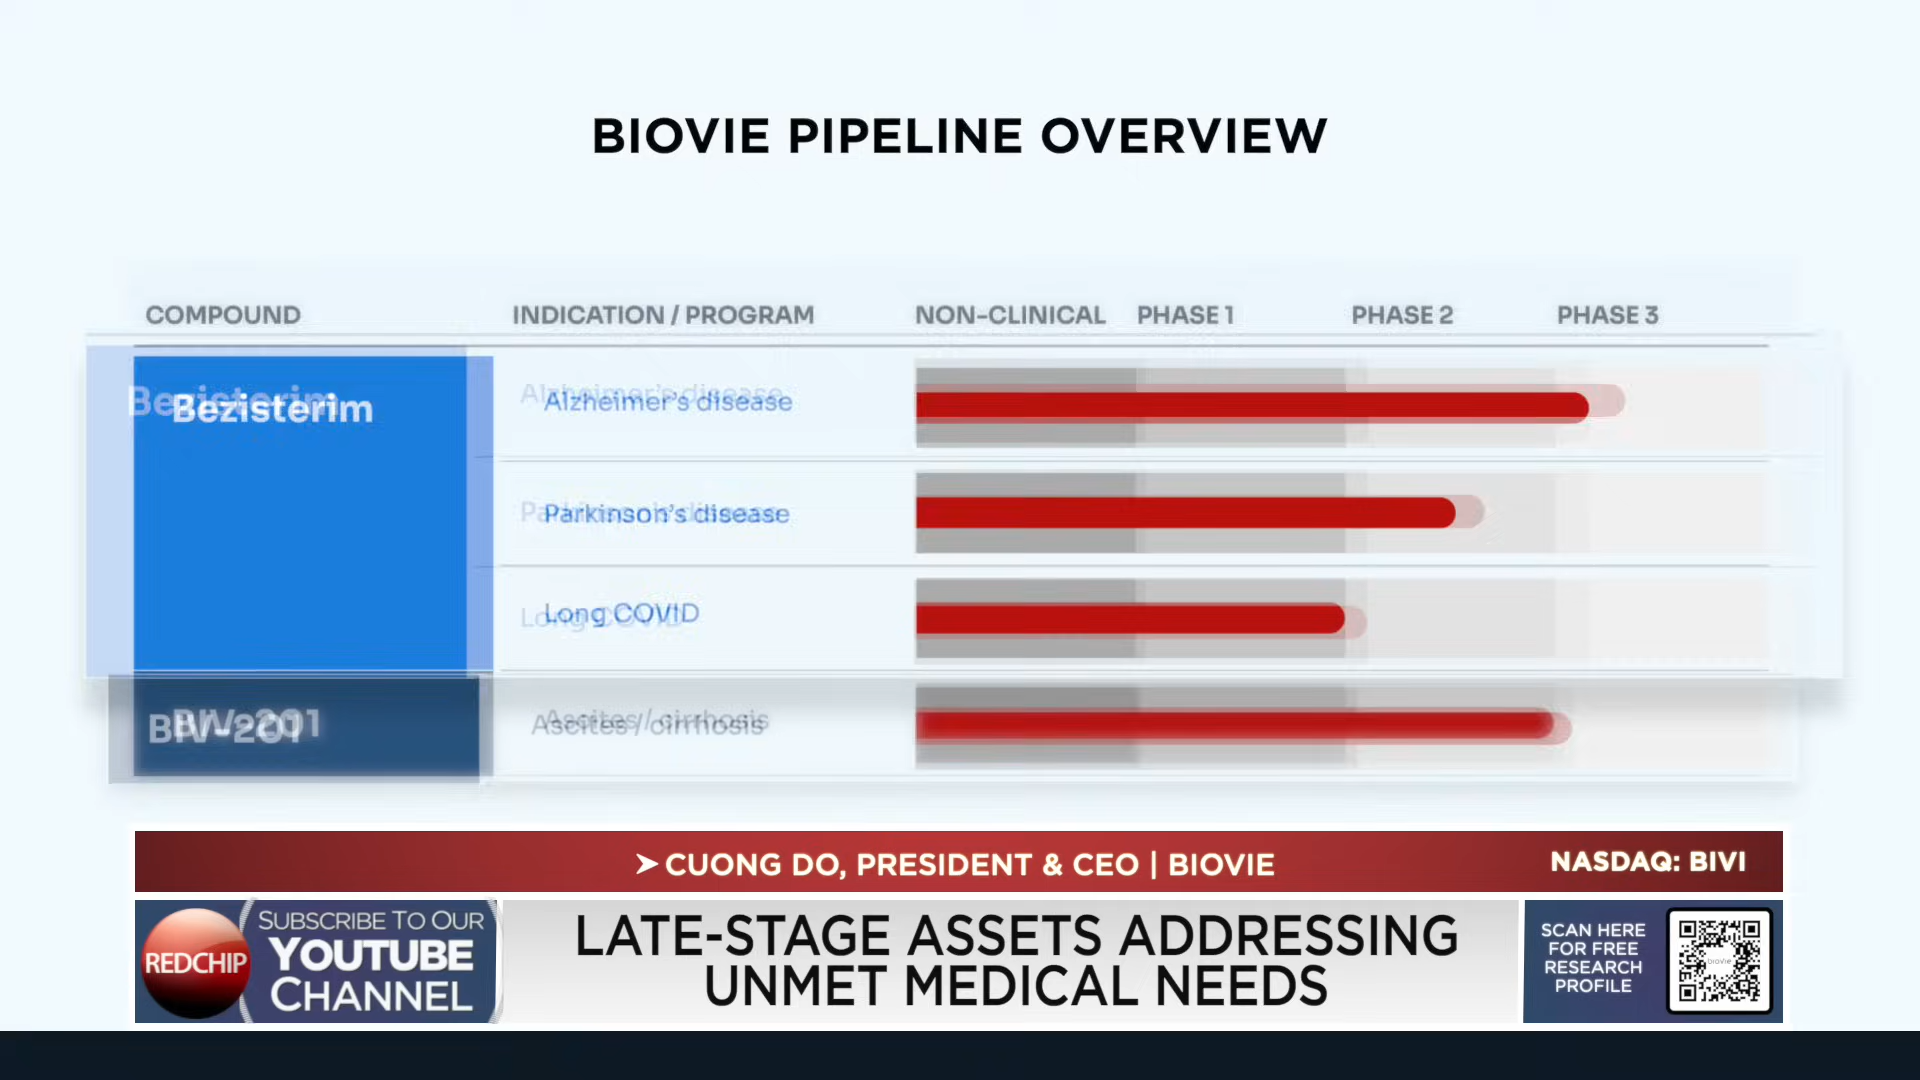 BIOVIE PIPELINE OVERVIEW
COMPOUND INDICATION / PROGRAM NON-CLINICAL PHASE 1 PHASE 2 PHASE 3
Bezisterim Alzheimer's disease
Parkinson's disease
Long COVID
BIV-201 Ascites / cirrhosis
➤ CUONG DO, PRESIDENT & CEO | BIOVIE NASDAQ: BIVI
REDCHIP
SUBSCRIBE TO OUR
YOUTUBE
CHANNEL
LATE-STAGE ASSETS ADDRESSING
UNMET MEDICAL NEEDS
SCAN HERE
FOR FREE
RESEARCH
PROFILE
biovie